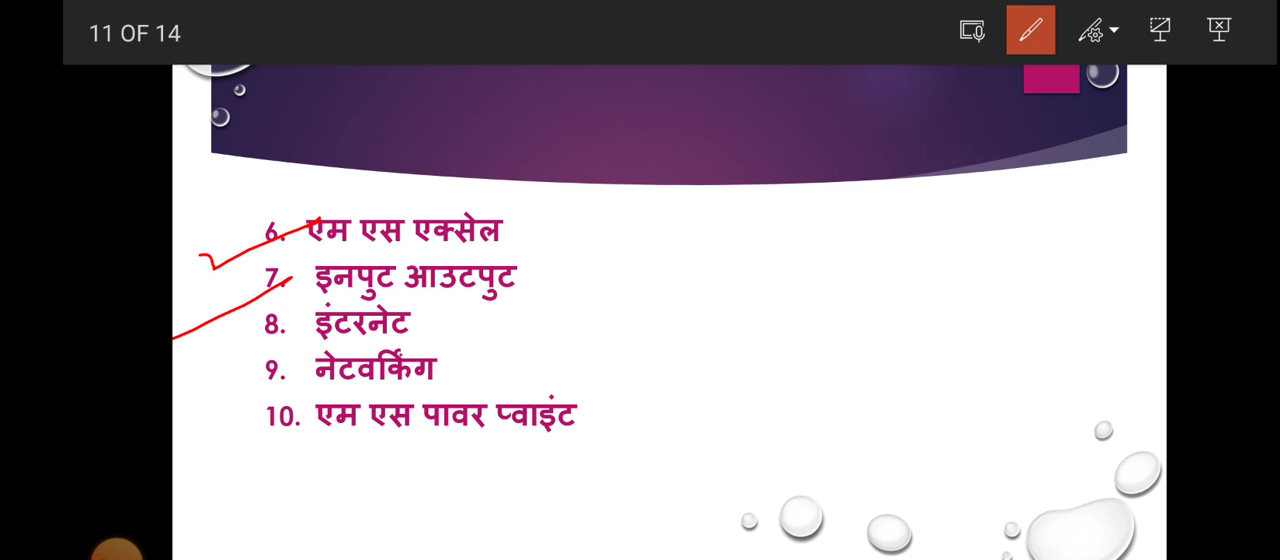 11 OF 14
6. एम एस एक्सेल
7. इनपुट आउटपुट
8. इंटरनेट
9. नेटवर्किंग
10. एम एस पावर प्वाइंट